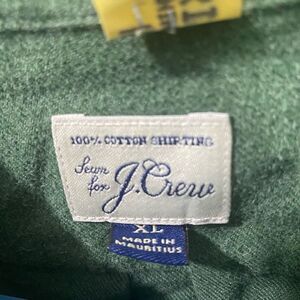 100% COTTON SHIRTING
Sewn
for J.Crew
XL
MADE IN
MAURITIUS